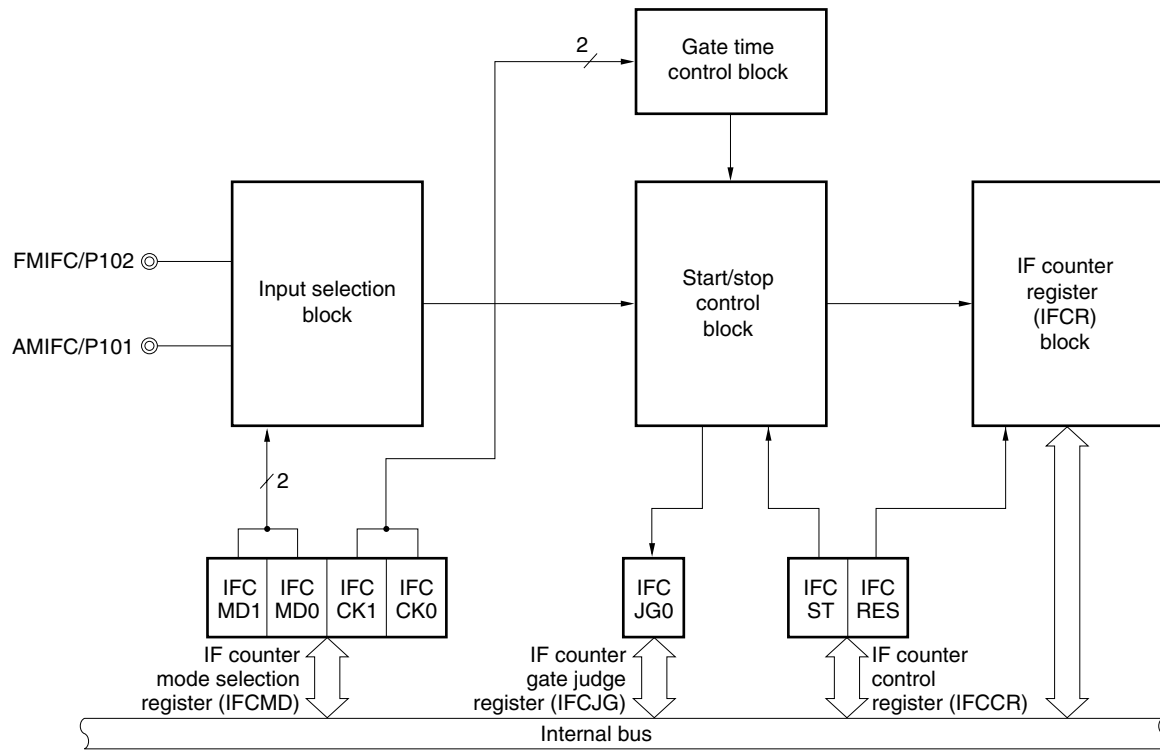 2
Gate time
control block
FMIFC/P102
AMIFC/P101
Input selection
block
Start/stop
control
block
IF counter
register
(IFCR)
block
2
IFC
MD1
IFC
MD0
IFC
CK1
IFC
CK0
IFC
JG0
IFC
ST
IFC
RES
IF counter
mode selection
register (IFCMD)
IF counter
gate judge
register (IFCJG)
IF counter
control
register (IFCCR)
Internal bus